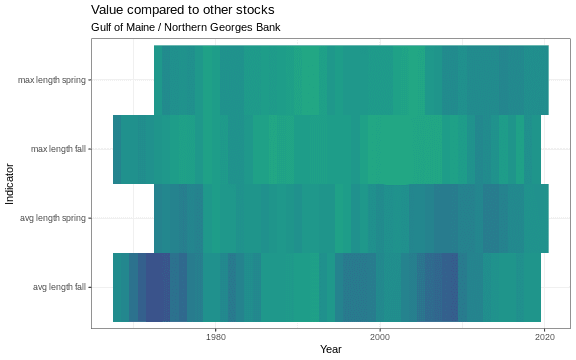 Value compared to other stocks
Gulf of Maine / Northern Georges Bank
max length spring
max length fall
avg length spring
avg length fall
Indicator
1980
2000
2020
Year